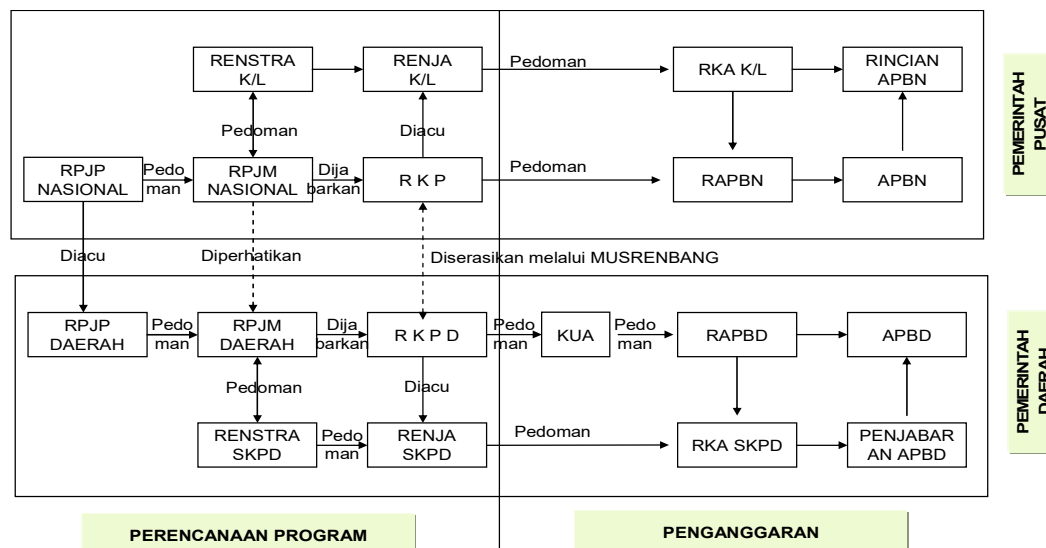 RENSTRA
K/L
RENJA
K/L
Pedoman
RKA K/L
RINCIAN
APBN
PEMERINTAH
PUSAT
Pedoman
Diacu
RPJP
NASIONAL
Pedo
man
RPJM
NASIONAL
Dija
barkan
R K P
Pedoman
RAPBN
APBN
Diacu
Diperhatikan
Diserasikan melalui MUSRENBANG
RPJP
DAERAH
Pedo
man
RPJM
DAERAH
Dija
barkan
R K P D
Pedo
man
KUA
Pedo
man
RAPBD
APBD
PEMERINTAH
DAERAH
Pedoman
Diacu
RENSTRA
SKPD
Pedo
man
RENJA
SKPD
Pedoman
RKA SKPD
PENJABAR
AN APBD
PERENCANAAN PROGRAM
PENGANGGARAN